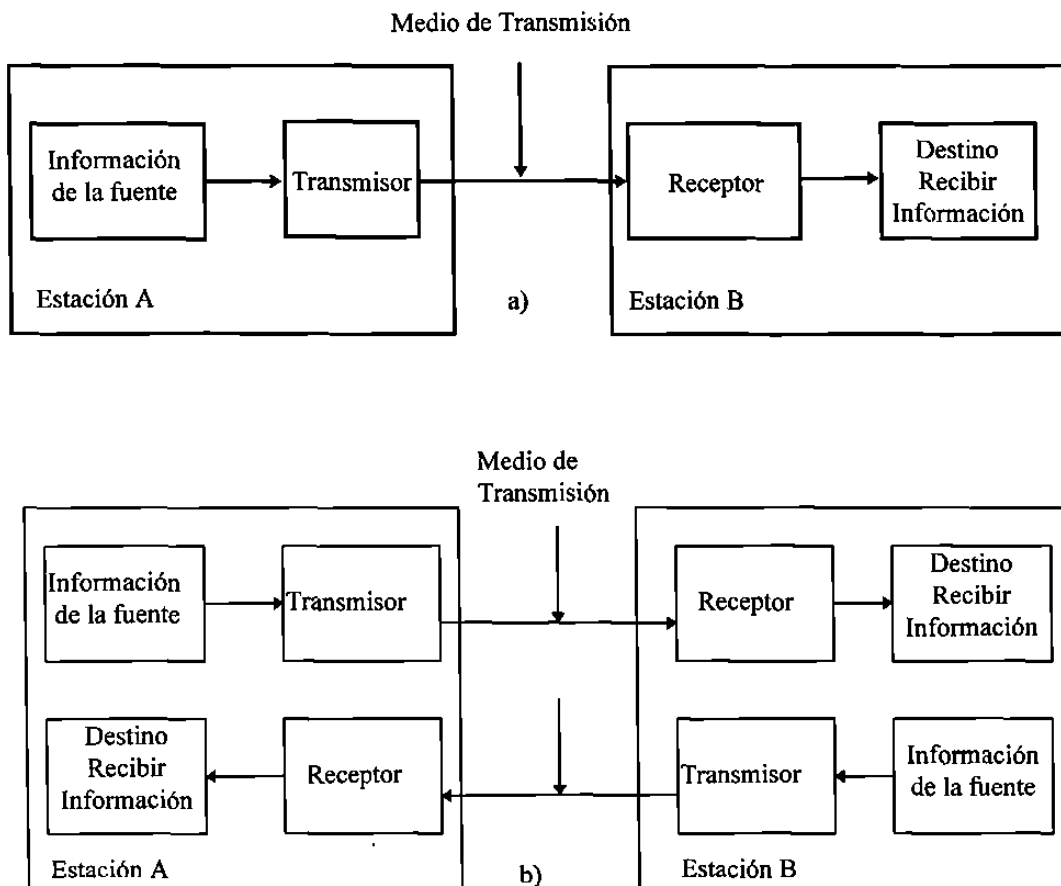 Medio de Transmisión
Información
de la fuente
Transmisor
Receptor
Destino
Recibir
Información
Estación A
a)
Estación B
Medio de
Transmisión
Información
de la fuente
Transmisor
Receptor
Destino
Recibir
Información
Destino
Recibir
Información
Receptor
Transmisor
Información
de la fuente
Estación A
b)
Estación B